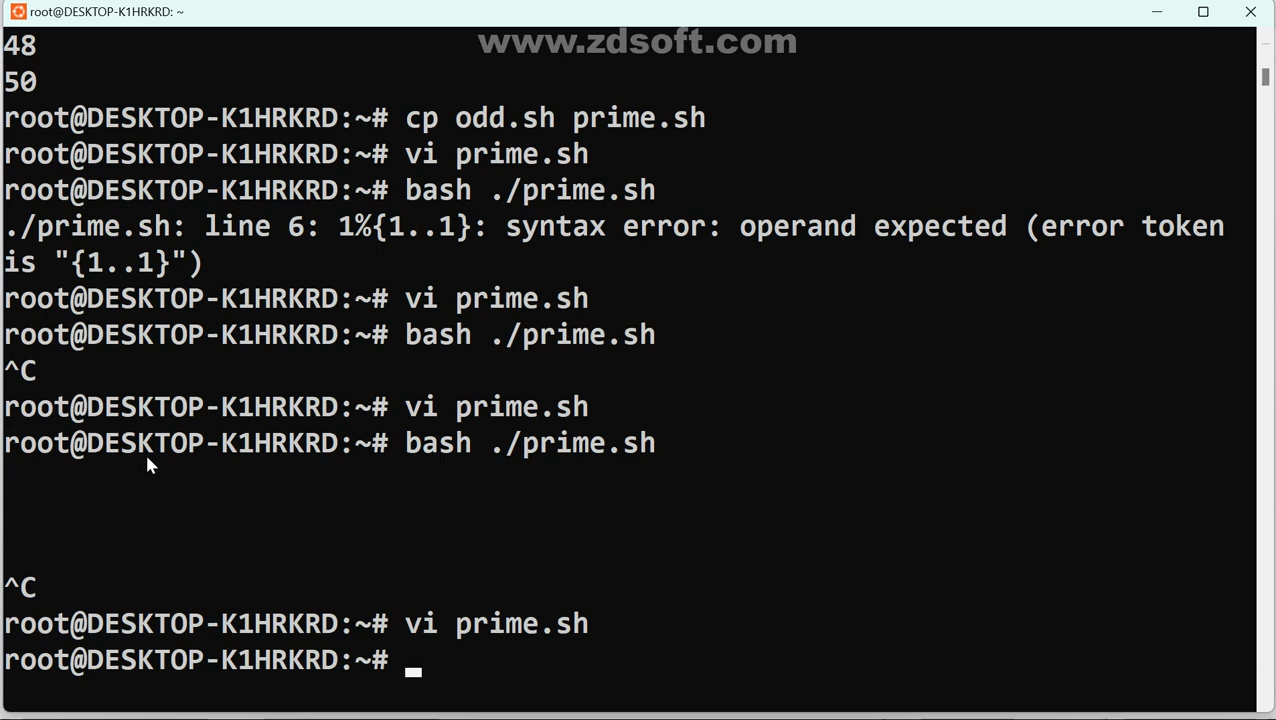 root@DESKTOP-K1HRKRD: ~
www.zdsoft.com
48
50
root@DESKTOP-K1HRKRD:~# cp odd.sh prime.sh
root@DESKTOP-K1HRKRD:~# vi prime.sh
root@DESKTOP-K1HRKRD:~# bash ./prime.sh
./prime.sh: line 6: 1%{1..1}: syntax error: operand expected (error token
is "{1..1}")
root@DESKTOP-K1HRKRD:~# vi prime.sh
root@DESKTOP-K1HRKRD:~# bash ./prime.sh
^C
root@DESKTOP-K1HRKRD:~# vi prime.sh
root@DESKTOP-K1HRKRD:~# bash ./prime.sh
^C
root@DESKTOP-K1HRKRD:~# vi prime.sh
root@DESKTOP-K1HRKRD:~#